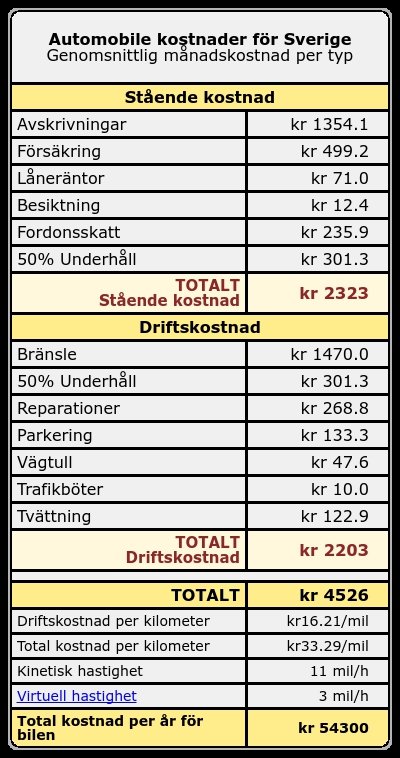 Automobile kostnader för Sverige
Genomsnittlig månadskostnad per typ
Stående kostnad
Avskrivningar kr 1354.1
Försäkring kr 499.2
Låneräntor kr 71.0
Besiktning kr 12.4
Fordonsskatt kr 235.9
50% Underhåll kr 301.3
TOTALT
Stående kostnad kr 2323
Driftskostnad
Bränsle kr 1470.0
50% Underhåll kr 301.3
Reparationer kr 268.8
Parkering kr 133.3
Vägtull kr 47.6
Trafikböter kr 10.0
Tvättning kr 122.9
TOTALT
Driftskostnad kr 2203
TOTALT kr 4526
Driftskostnad per kilometer kr16.21/mil
Total kostnad per kilometer kr33.29/mil
Kinetisk hastighet 11 mil/h
Virtuell hastighet 3 mil/h
Total kostnad per år för
bilen kr 54300